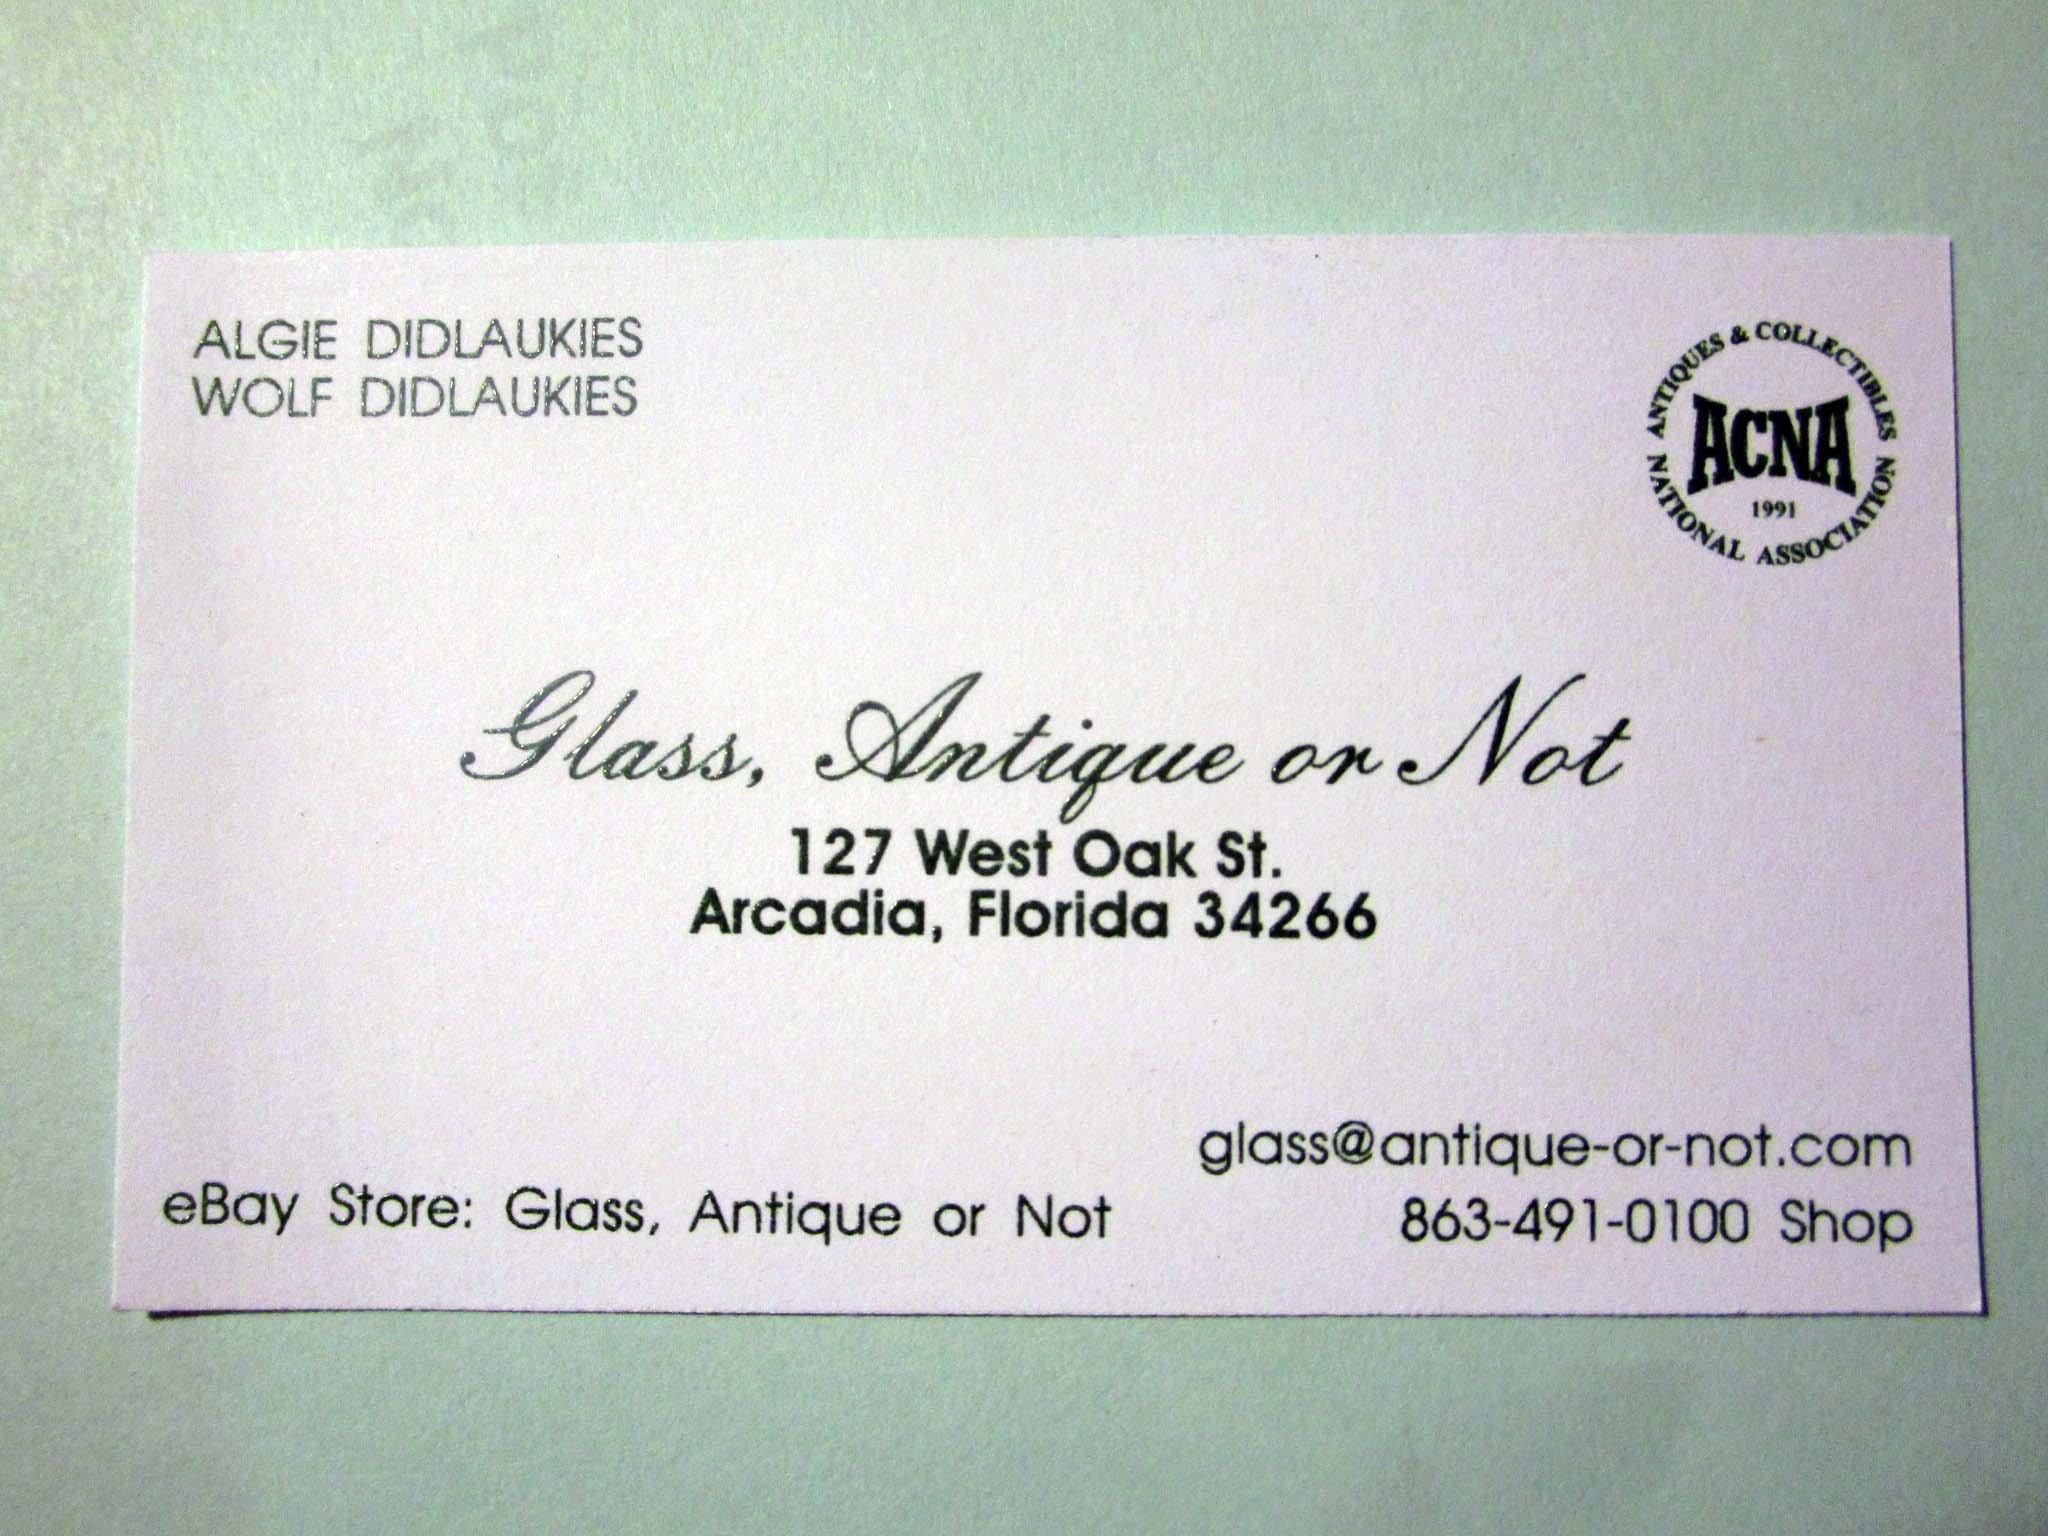 ALGIE DIDLAUKIES
WOLF DIDLAUKIES
ANTIQUES & COLLECTIBLES
ACNA
1991
NATIONAL ASSOCIATION
Glass, Antique or Not
127 West Oak St.
Arcadia, Florida 34266
glass@antique-or-not.com
eBay Store: Glass, Antique or Not
863-491-0100 Shop